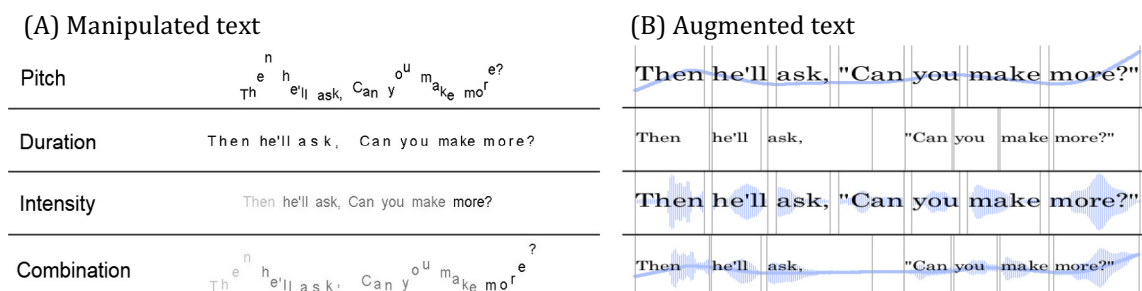 (A) Manipulated text
(B) Augmented text
Pitch
Then he'll ask, Can you make more?
Then he'll ask, "Can you make more?"
Duration
Then he'll ask, Can you make more?
Then he'll ask, "Can you make more?"
Intensity
Then he'll ask, Can you make more?
Then he'll ask, "Can you make more?"
Combination
Then he'll ask, Can you make more?
Then he'll ask, "Can you make more?"